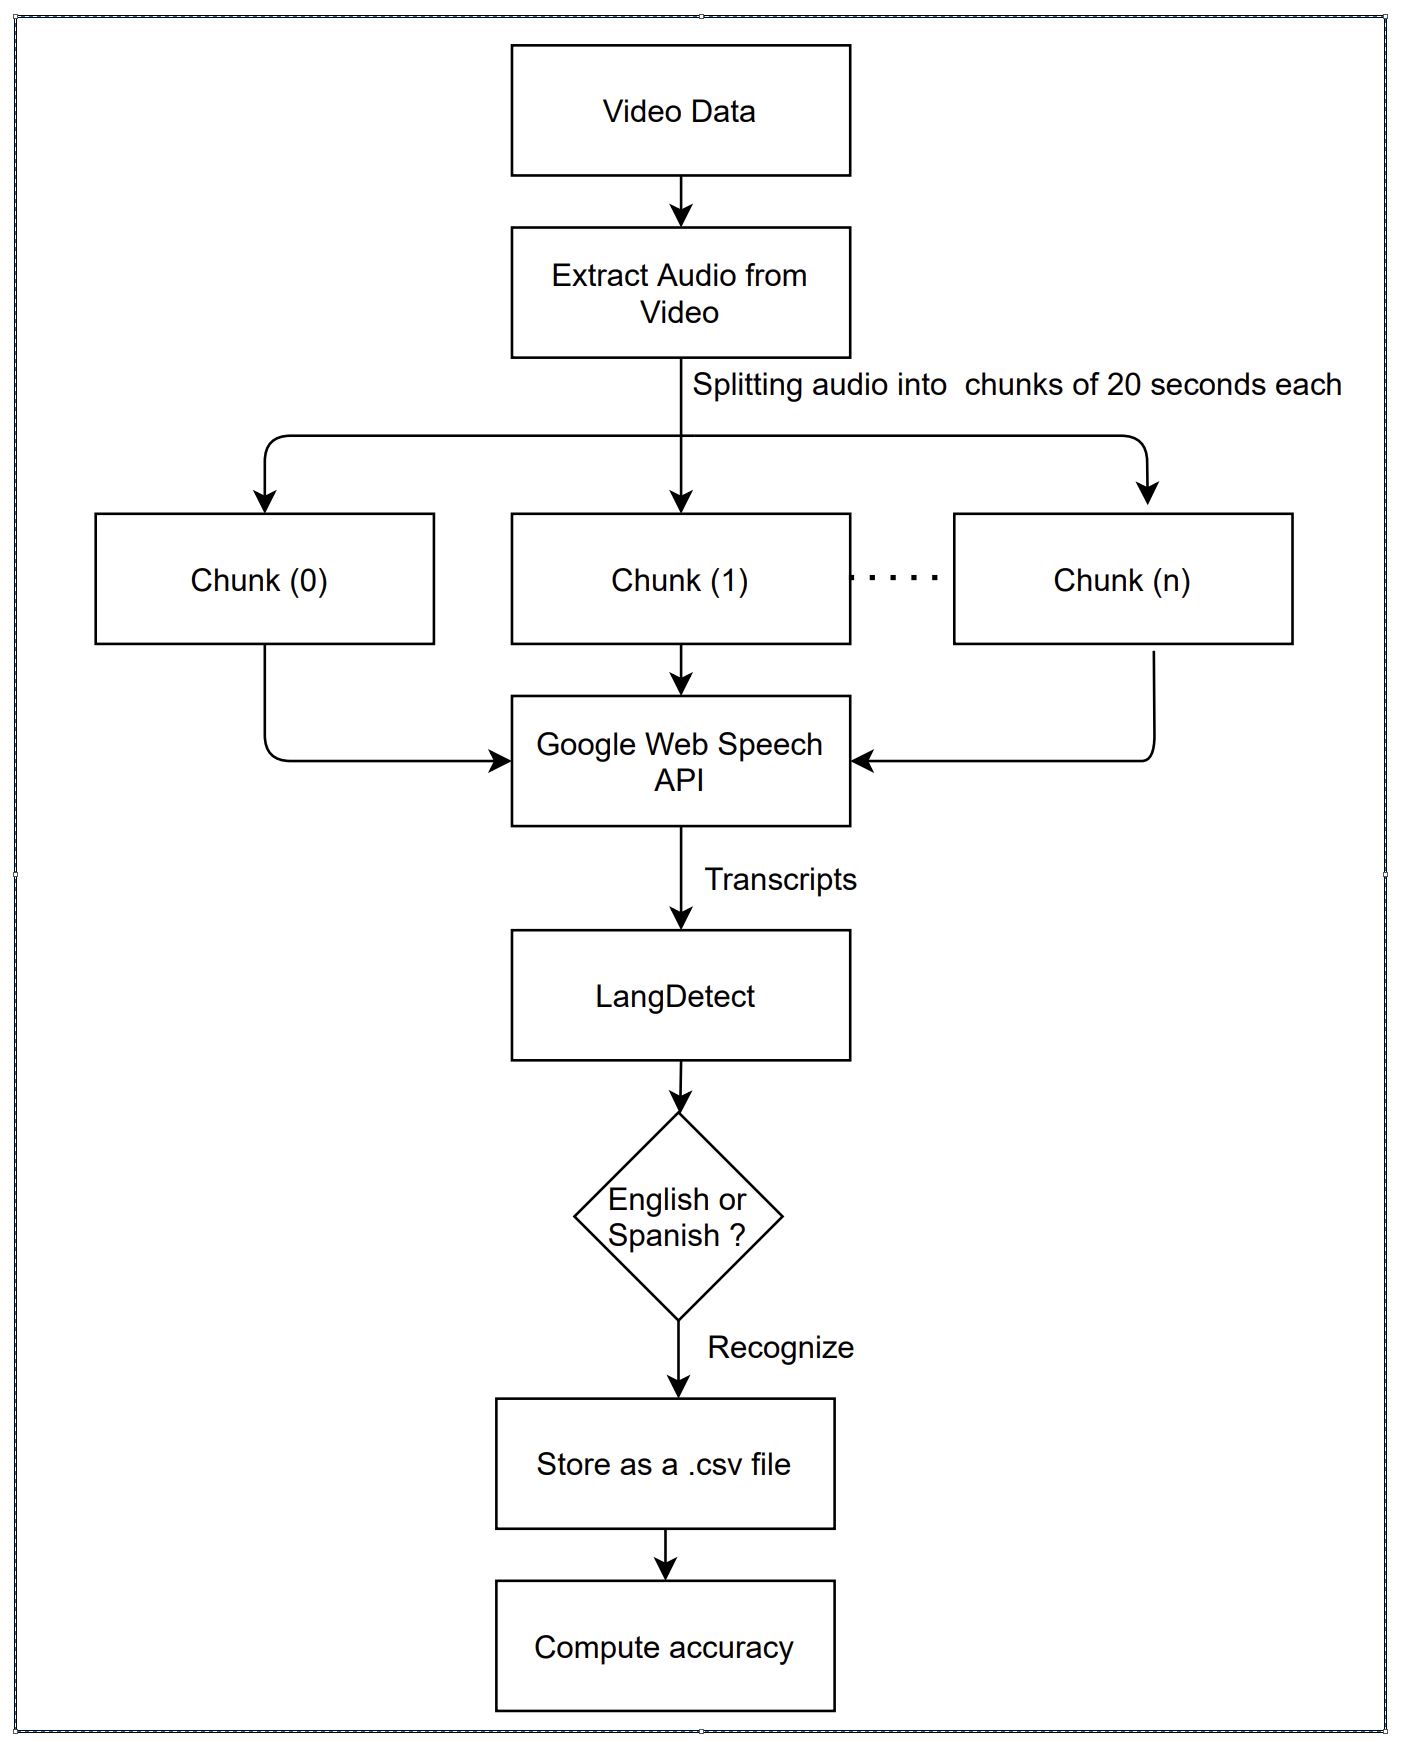 Video Data
Extract Audio from
Video
Splitting audio into  chunks of 20 seconds each
Chunk (0)
Chunk (1)
Chunk (n)
Google Web Speech
API
Transcripts
LangDetect
English or
Spanish ?
Recognize
Store as a .csv file
Compute accuracy